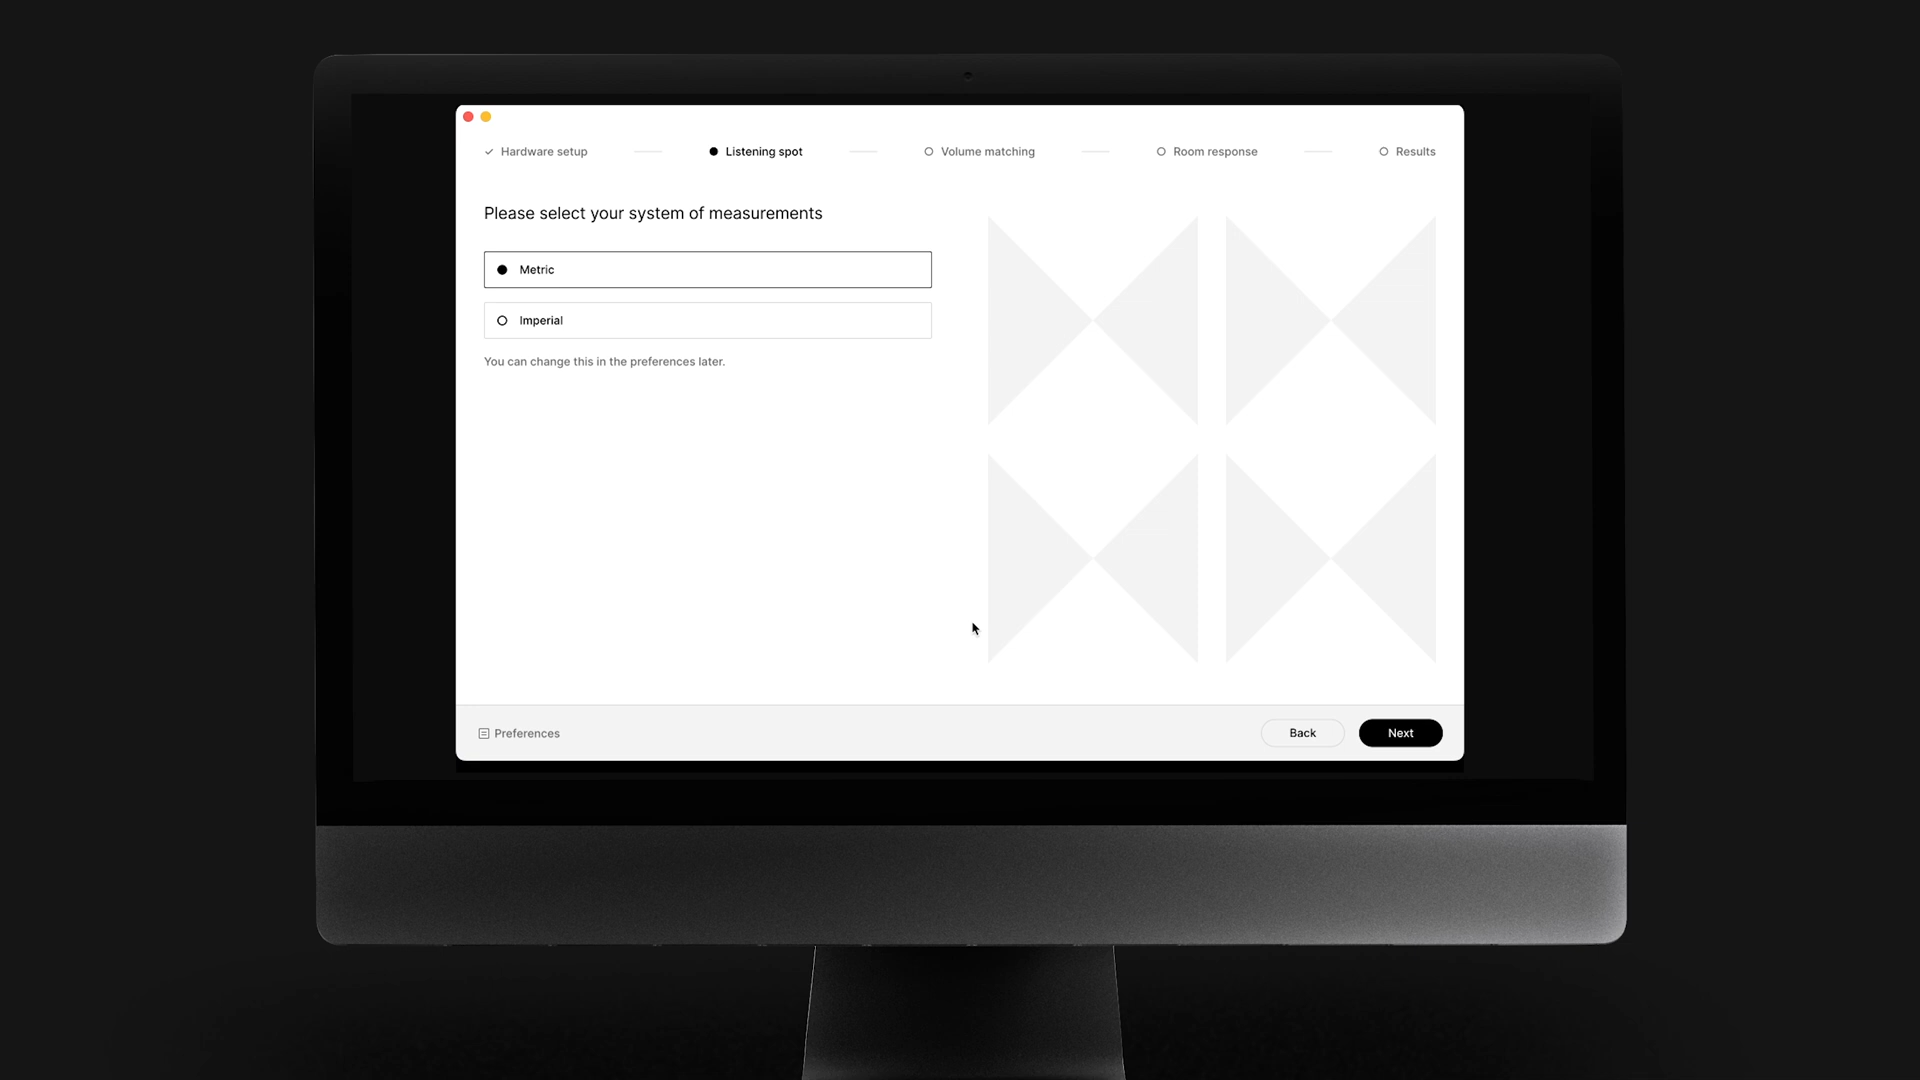 Hardware setup
Listening spot
Volume matching
Room response
Results
Please select your system of measurements
Metric
Imperial
You can change this in the preferences later.
Preferences
Back
Next